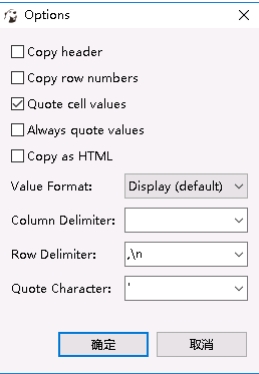 Options
Copy header
Copy row numbers
Quote cell values
Always quote values
Copy as HTML
Value Format: Display (default)
Column Delimiter:
Row Delimiter: ,\n
Quote Character: '
确定 取消